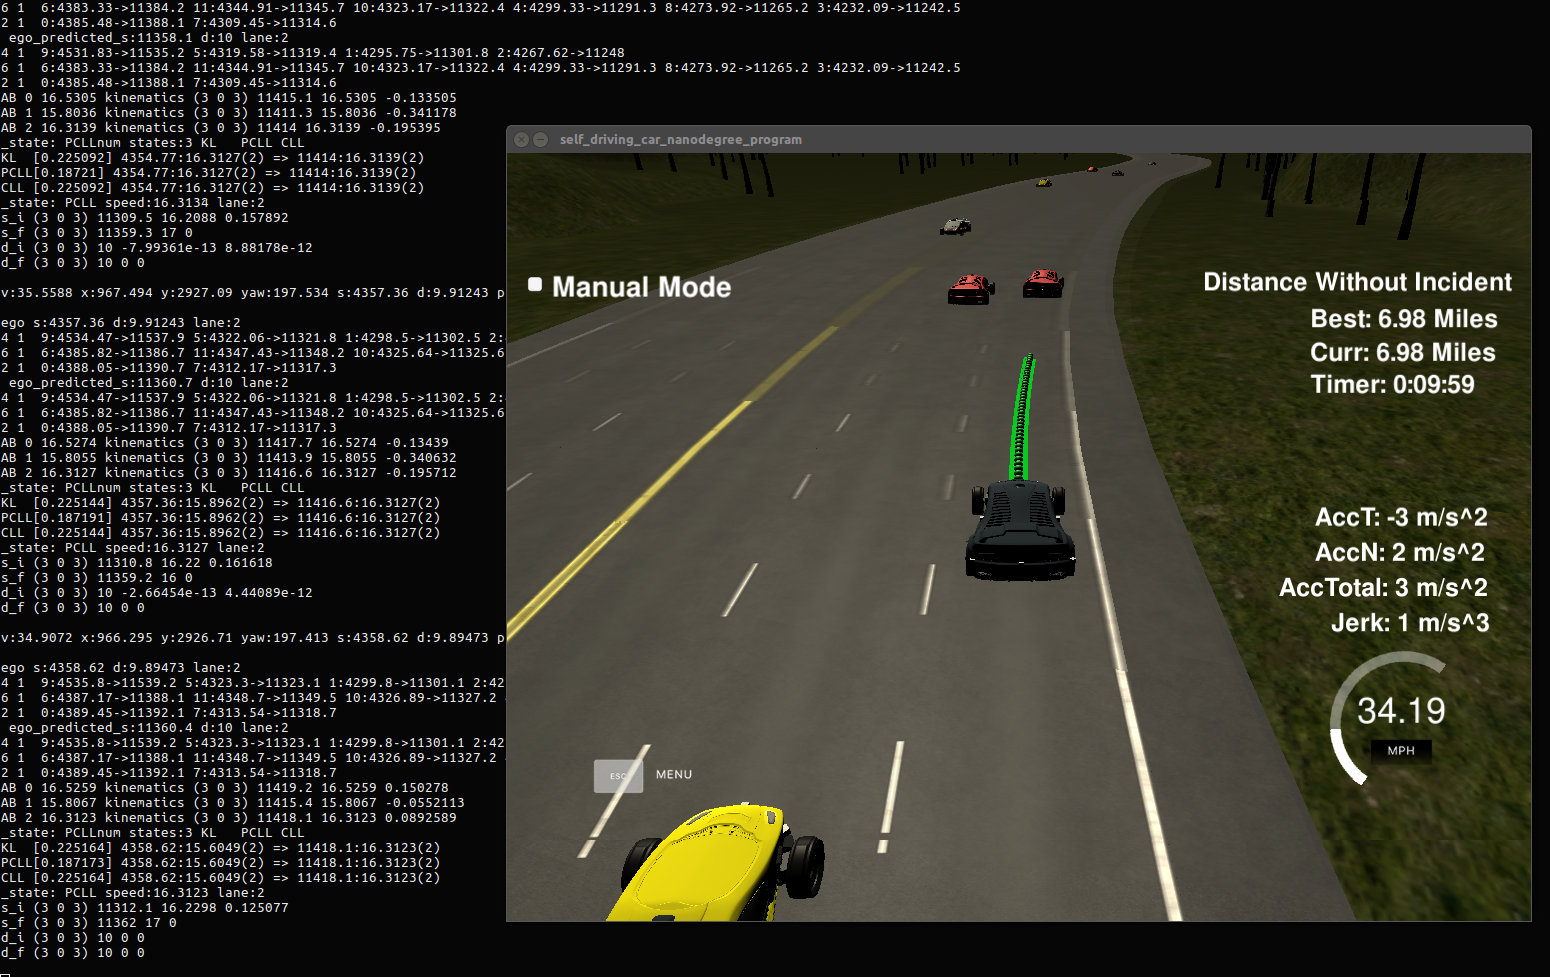 6 1  6:4383.33->11384.2 11:4344.91->11345.7 10:4323.17->11322.4 4:4299.33->11291.3 8:4273.92->11265.2 3:4232.09->11242.5
2 1  0:4385.48->11388.1 7:4309.45->11314.6
 ego_predicted_s:11358.1 d:10 lane:2
4 1  9:4531.83->11535.2 5:4319.58->11319.4 1:4295.75->11301.8 2:4267.62->11248
6 1  6:4383.33->11384.2 11:4344.91->11345.7 10:4323.17->11322.4 4:4299.33->11291.3 8:4273.92->11265.2 3:4232.09->11242.5
2 1  0:4385.48->11388.1 7:4309.45->11314.6
AB 0 16.5305 kinematics (3 0 3) 11415.1 16.5305 -0.133505
AB 1 15.8036 kinematics (3 0 3) 11411.3 15.8036 -0.341178
AB 2 16.3139 kinematics (3 0 3) 11414 16.3139 -0.195395
_state: PCLLnum states:3 KL   PCLL CLL
KL  [0.225092] 4354.77:16.3127(2) => 11414:16.3139(2)
PCLL[0.18721] 4354.77:16.3127(2) => 11414:16.3139(2)
CLL [0.225092] 4354.77:16.3127(2) => 11414:16.3139(2)
_state: PCLL speed:16.3134 lane:2
s_i (3 0 3) 11309.5 16.2088 0.157892
s_f (3 0 3) 11359.3 17 0
d_i (3 0 3) 10 -7.99361e-13 8.88178e-12
d_f (3 0 3) 10 0 0
v:35.5588 x:967.494 y:2927.09 yaw:197.534 s:4357.36 d:9.91243 p
ego s:4357.36 d:9.91243 lane:2
4 1  9:4534.47->11537.9 5:4322.06->11321.8 1:4298.5->11302.5 2:
6 1  6:4385.82->11386.7 11:4347.43->11348.2 10:4325.64->11325.6
2 1  0:4388.05->11390.7 7:4312.17->11317.3
 ego_predicted_s:11360.7 d:10 lane:2
4 1  9:4534.47->11537.9 5:4322.06->11321.8 1:4298.5->11302.5 2:
6 1  6:4385.82->11386.7 11:4347.43->11348.2 10:4325.64->11325.6
2 1  0:4388.05->11390.7 7:4312.17->11317.3
AB 0 16.5274 kinematics (3 0 3) 11417.7 16.5274 -0.13439
AB 1 15.8055 kinematics (3 0 3) 11413.9 15.8055 -0.340632
AB 2 16.3127 kinematics (3 0 3) 11416.6 16.3127 -0.195712
_state: PCLLnum states:3 KL   PCLL CLL
KL  [0.225144] 4357.36:15.8962(2) => 11416.6:16.3127(2)
PCLL[0.187191] 4357.36:15.8962(2) => 11416.6:16.3127(2)
CLL [0.225144] 4357.36:15.8962(2) => 11416.6:16.3127(2)
_state: PCLL speed:16.3127 lane:2
s_i (3 0 3) 11310.8 16.22 0.161618
s_f (3 0 3) 11359.2 16 0
d_i (3 0 3) 10 -2.66454e-13 4.44089e-12
d_f (3 0 3) 10 0 0
v:34.9072 x:966.295 y:2926.71 yaw:197.413 s:4358.62 d:9.89473 p
ego s:4358.62 d:9.89473 lane:2
4 1  9:4535.8->11539.2 5:4323.3->11323.1 1:4299.8->11301.1 2:42
6 1  6:4387.17->11388.1 11:4348.7->11349.5 10:4326.89->11327.2
2 1  0:4389.45->11392.1 7:4313.54->11318.7
 ego_predicted_s:11360.4 d:10 lane:2
4 1  9:4535.8->11539.2 5:4323.3->11323.1 1:4299.8->11301.1 2:42
6 1  6:4387.17->11388.1 11:4348.7->11349.5 10:4326.89->11327.2
2 1  0:4389.45->11392.1 7:4313.54->11318.7
AB 0 16.5259 kinematics (3 0 3) 11419.2 16.5259 0.150278
AB 1 15.8067 kinematics (3 0 3) 11415.4 15.8067 -0.0552113
AB 2 16.3123 kinematics (3 0 3) 11418.1 16.3123 0.0892589
_state: PCLLnum states:3 KL   PCLL CLL
KL  [0.225164] 4358.62:15.6049(2) => 11418.1:16.3123(2)
PCLL[0.187173] 4358.62:15.6049(2) => 11418.1:16.3123(2)
CLL [0.225164] 4358.62:15.6049(2) => 11418.1:16.3123(2)
_state: PCLL speed:16.3123 lane:2
s_i (3 0 3) 11312.1 16.2298 0.125077
s_f (3 0 3) 11362 17 0
d_i (3 0 3) 10 0 0
d_f (3 0 3) 10 0 0
self_driving_car_nanodegree_program
Manual Mode
Distance Without Incident
Best: 6.98 Miles
Curr: 6.98 Miles
Timer: 0:09:59
AccT: -3 m/s^2
AccN: 2 m/s^2
AccTotal: 3 m/s^2
Jerk: 1 m/s^3
34.19
MPH
ESC MENU